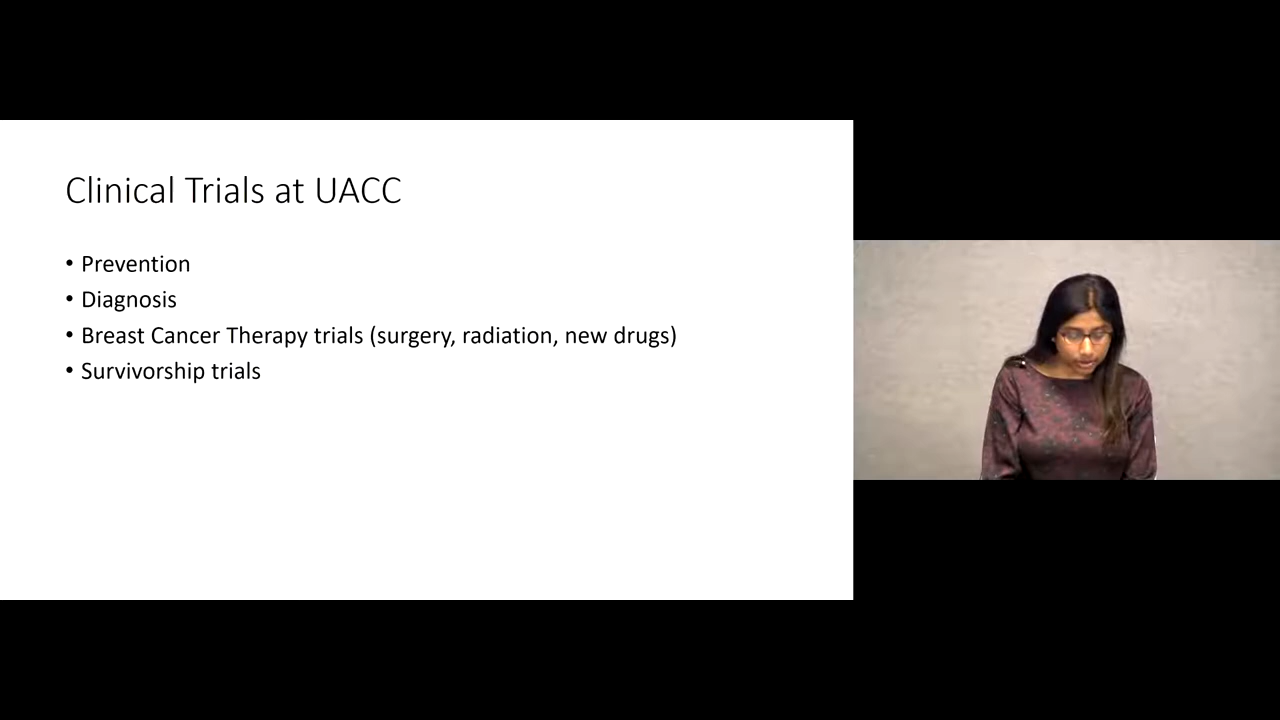 Clinical Trials at UACC
• Prevention
• Diagnosis
• Breast Cancer Therapy trials (surgery, radiation, new drugs)
• Survivorship trials